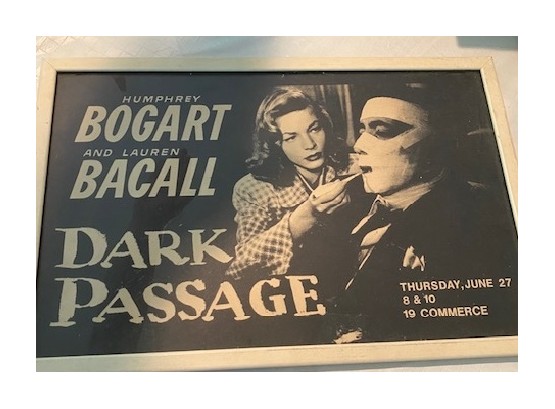 HUMPHREY
BOGART
AND LAUREN
BACALL
DARK
PASSAGE
THURSDAY, JUNE 27
8 & 10
19 COMMERCE